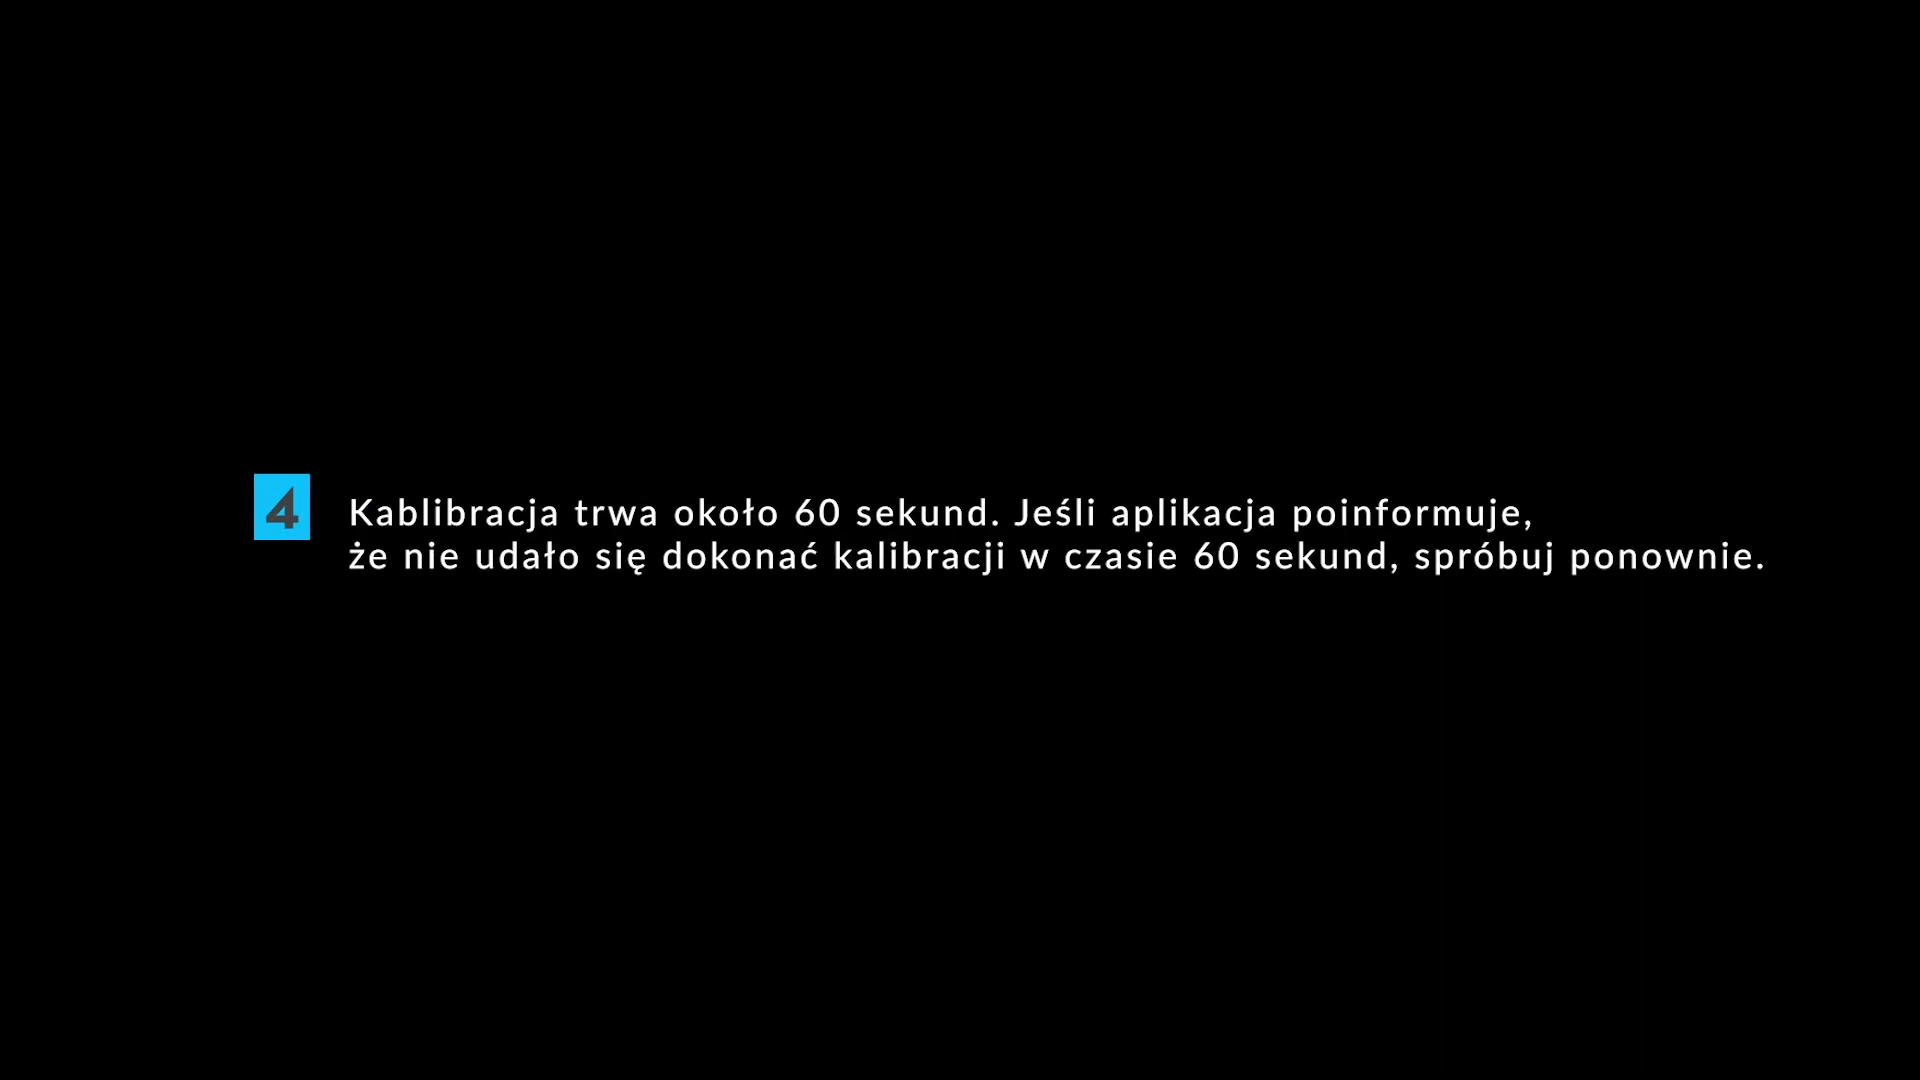 4
Kablibracja trwa około 60 sekund. Jeśli aplikacja poinformuje,
że nie udało się dokonać kalibracji w czasie 60 sekund, spróbuj ponownie.